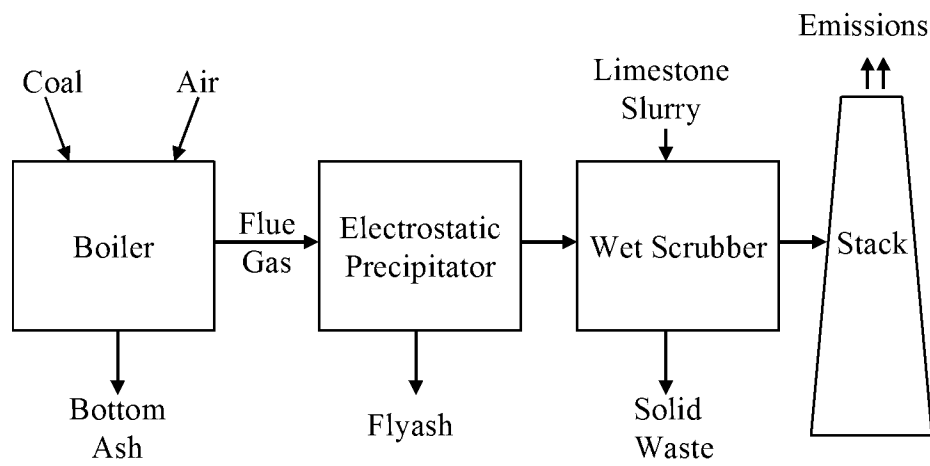 Emissions
Coal
Air
Limestone
Slurry
Boiler
Flue
Gas
Electrostatic
Precipitator
Wet Scrubber
Stack
Bottom
Ash
Flyash
Solid
Waste